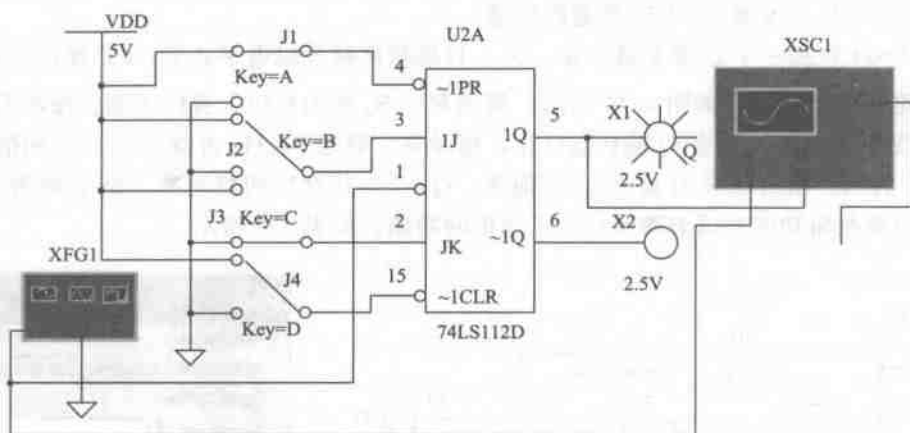 VDD
5V
J1
Key=A
Key=B
J2
J3
Key=C
J4
Key=D
XFG1
U2A
4
~1PR
3
1J
1
2
JK
15
~1CLR
5
1Q
6
~1Q
74LS112D
X1
Q
2.5V
X2
2.5V
XSC1